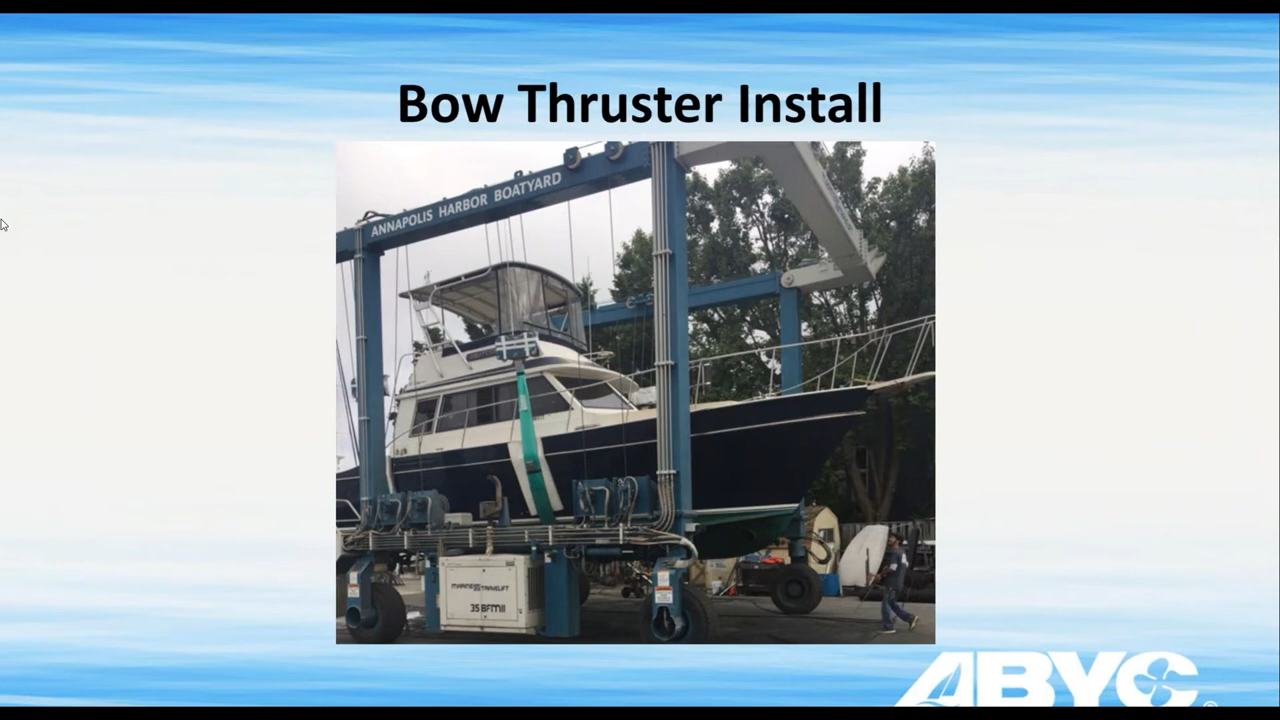 Bow Thruster Install
ANNAPOLIS HARBOR BOATYARD
MARINE TRAVELIFT
35 BFMII
ABYC
®